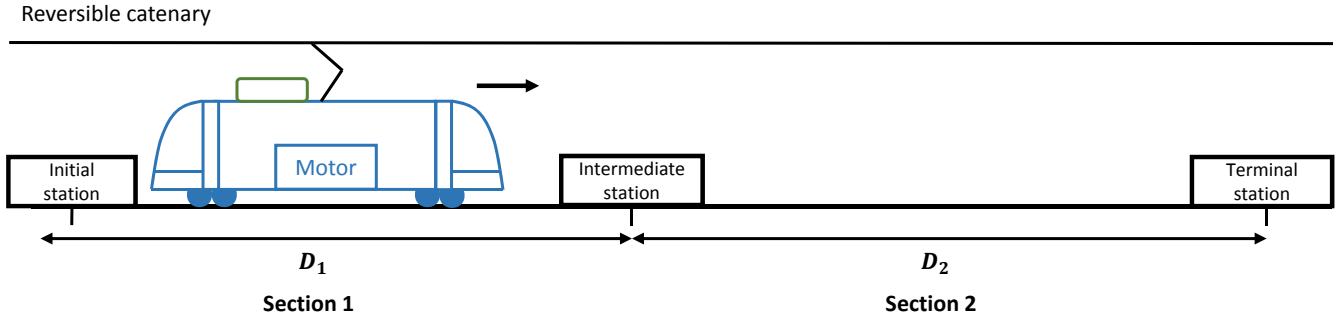 Reversible catenary
Motor
Initial
station
Intermediate
station
Terminal
station
D₁
D₂
Section 1
Section 2